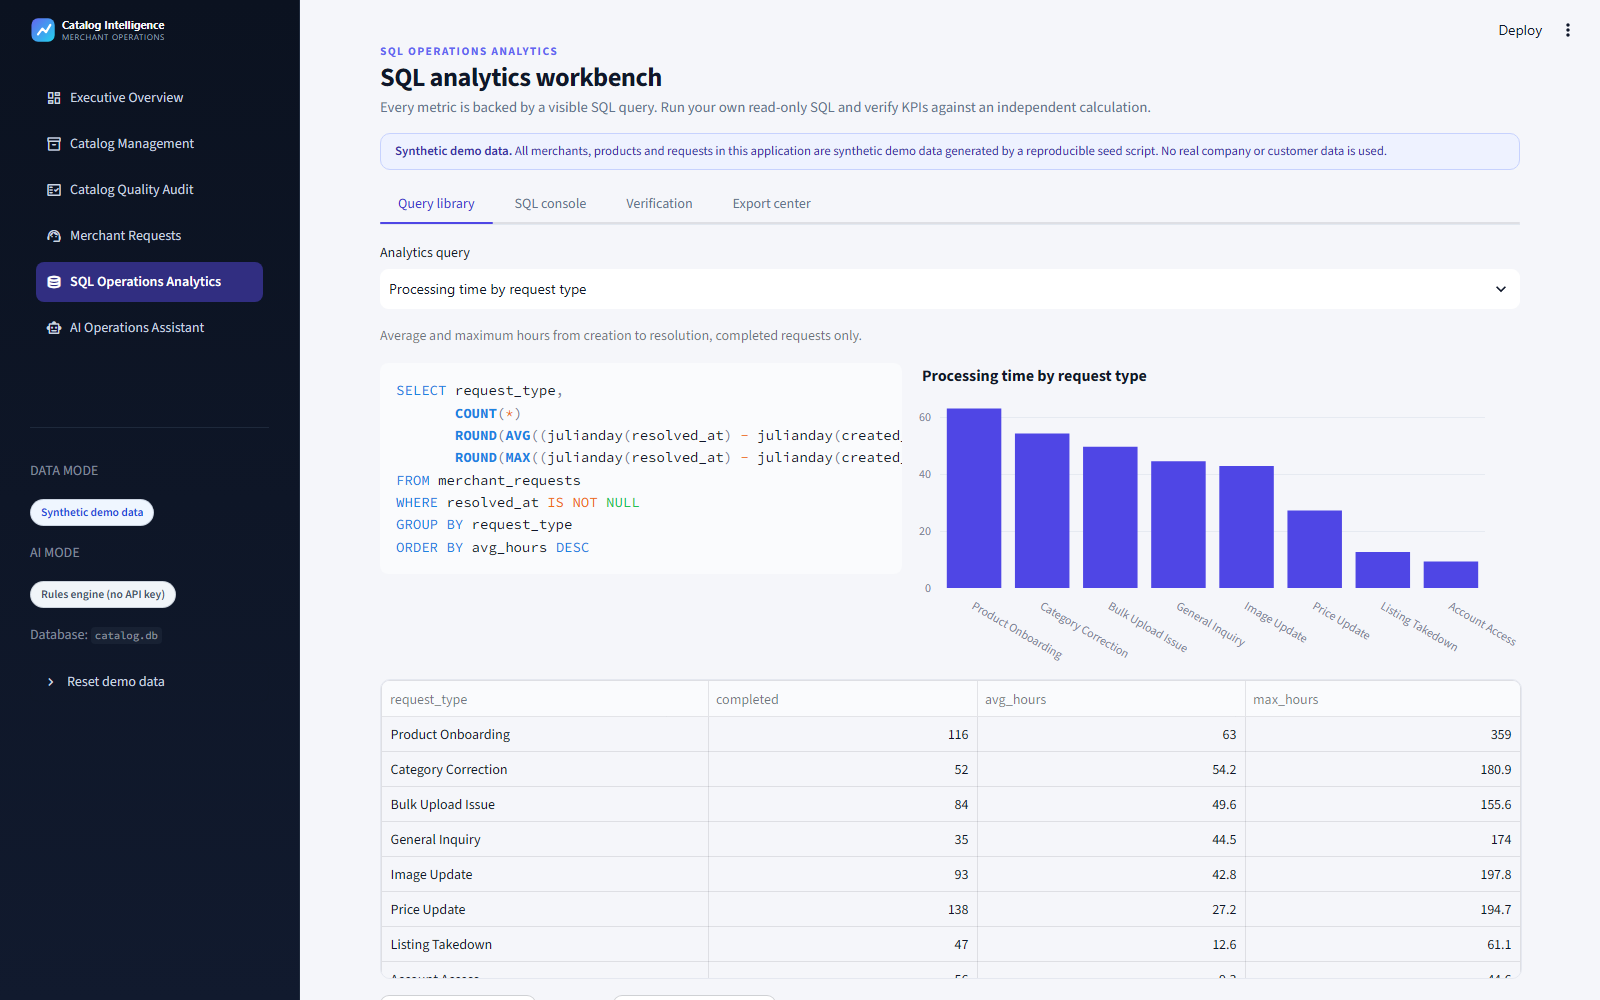 Catalog Intelligence
MERCHANT OPERATIONS
Executive Overview
Catalog Management
Catalog Quality Audit
Merchant Requests
SQL Operations Analytics
AI Operations Assistant
DATA MODE
Synthetic demo data
AI MODE
Rules engine (no API key)
Database: catalog.db
Reset demo data
Deploy
SQL OPERATIONS ANALYTICS
SQL analytics workbench
Every metric is backed by a visible SQL query. Run your own read-only SQL and verify KPIs against an independent calculation.
Synthetic demo data. All merchants, products and requests in this application are synthetic demo data generated by a reproducible seed script. No real company or customer data is used.
Query library SQL console Verification Export center
Analytics query
Processing time by request type
Average and maximum hours from creation to resolution, completed requests only.
SELECT request_type,
COUNT(*)
ROUND(AVG((julianday(resolved_at) - julianday(created_
ROUND(MAX((julianday(resolved_at) - julianday(created_
FROM merchant_requests
WHERE resolved_at IS NOT NULL
GROUP BY request_type
ORDER BY avg_hours DESC
Processing time by request type
60
40
20
0
Product Onboarding
Category Correction
Bulk Upload Issue
General Inquiry
Image Update
Price Update
Listing Takedown
Account Access
request_type completed avg_hours max_hours
Product Onboarding 116 63 359
Category Correction 52 54.2 180.9
Bulk Upload Issue 84 49.6 155.6
General Inquiry 35 44.5 174
Image Update 93 42.8 197.8
Price Update 138 27.2 194.7
Listing Takedown 47 12.6 61.1
Account Access